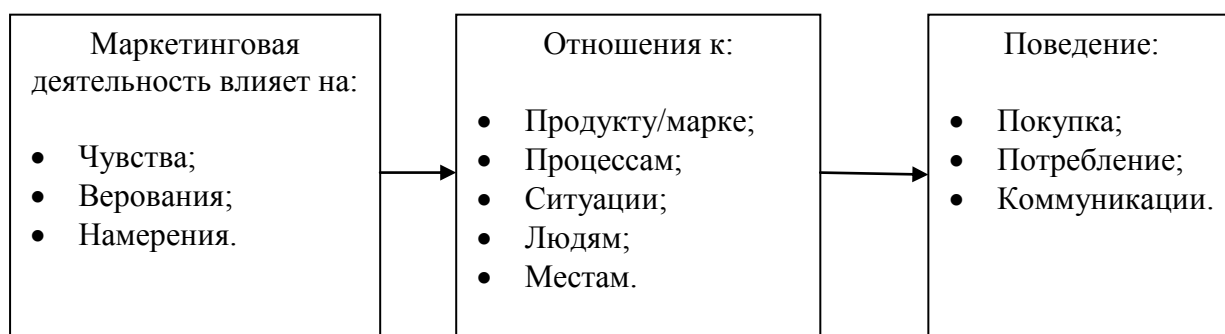 Маркетинговая
деятельность влияет на:
• Чувства;
• Верования;
• Намерения.
Отношения к:
• Продукту/марке;
• Процессам;
• Ситуации;
• Людям;
• Местам.
Поведение:
• Покупка;
• Потребление;
• Коммуникации.